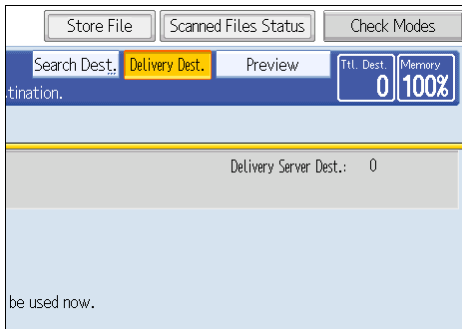 Store File Scanned Files Status Check Modes
Search Dest. Delivery Dest. Preview Ttl. Dest. Memory
tination. 0 100%
Delivery Server Dest.: 0
be used now.